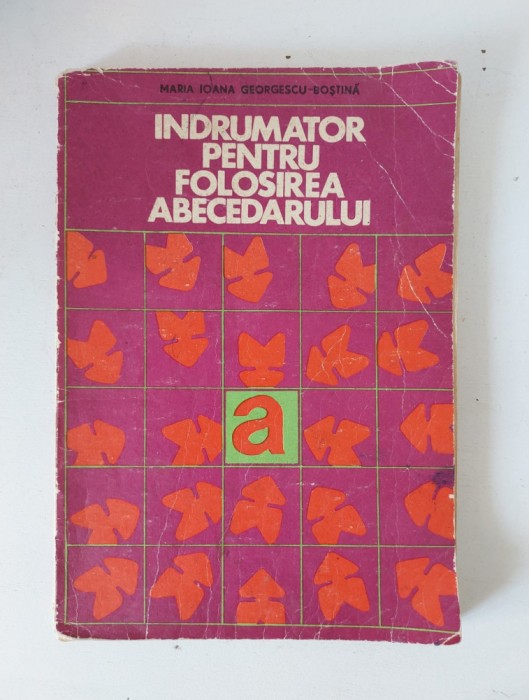 MARIA IOANA GEORGESCU-BOȘTINĂ
INDRUMATOR
PENTRU
FOLOSIREA
ABECEDARULUI
a